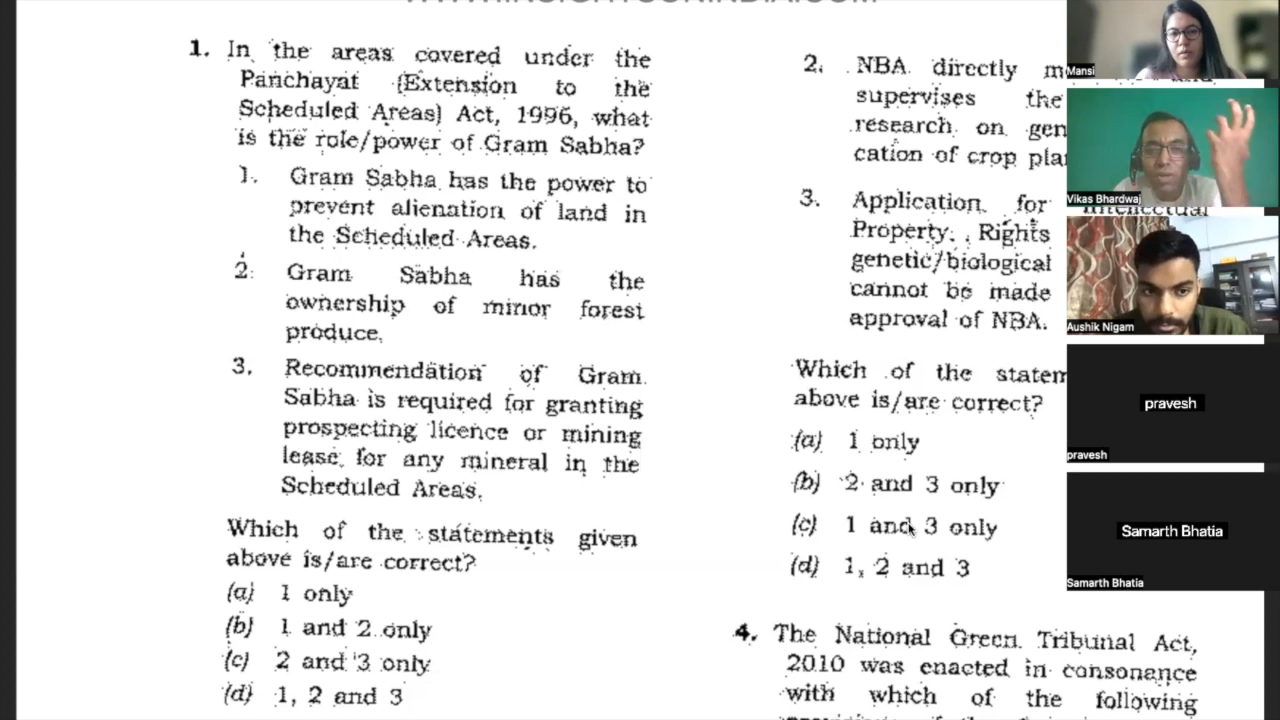 WWW.INSIGHTSONINDIA.COM
1. In the areas covered under the
Panchayat (Extension to the
Scheduled Areas) Act, 1996, what
is the role/power of Gram Sabha?
1. Gram Sabha has the power to
prevent alienation of land in
the Scheduled Areas.
2. Gram Sabha has the
ownership of minor forest
produce.
3. Recommendation of Gram
Sabha is required for granting
prospecting licence or mining
lease for any mineral in the
Scheduled Areas.
Which of the statements given
above is/are correct?
(a) 1 only
(b) 1 and 2 only
(c) 2 and 3 only
(d) 1, 2 and 3
2. NBA directly
supervises the
research on gen
cation of crop pla
3. Application for
Property Rights
genetic/biological
cannot be made
approval of NBA.
Which of the statem
above is/are correct?
(a) 1 only
(b) 2 and 3 only
(c) 1 and 3 only
(d) 1, 2 and 3
4. The National Green Tribunal Act,
2010 was enacted in consonance
with which of the following
Mansi
Vikas Bhardwaj
Aushik Nigam
pravesh
pravesh
Samarth Bhatia
Samarth Bhatia